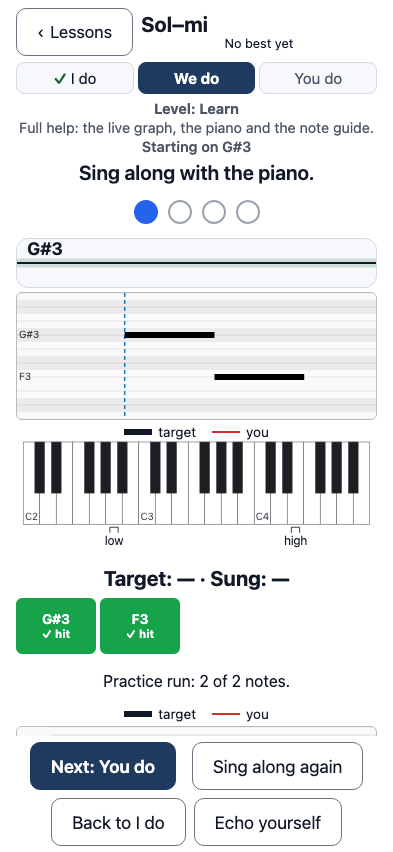 ‹ Lessons
Sol–mi
No best yet
✓ I do
We do
You do
Level: Learn
Full help: the live graph, the piano and the note guide.
Starting on G#3
Sing along with the piano.
G#3
G#3
F3
target
you
C2
C3
C4
low
high
Target: — · Sung: —
G#3
✓ hit
F3
✓ hit
Practice run: 2 of 2 notes.
target
you
Next: You do
Sing along again
Back to I do
Echo yourself